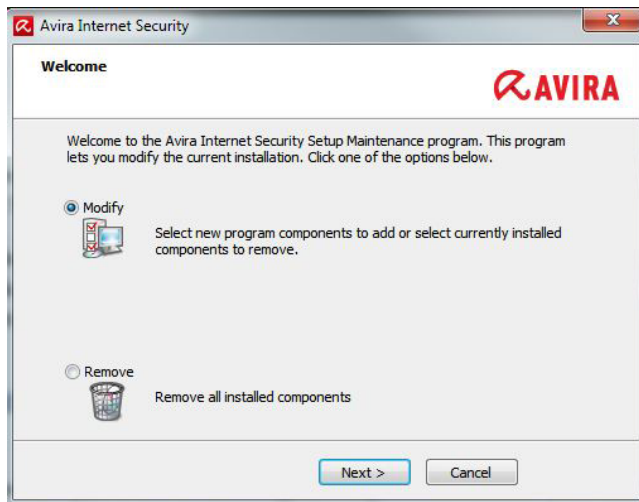 Avira Internet Security
Welcome
AVIRA
Welcome to the Avira Internet Security Setup Maintenance program. This program
lets you modify the current installation. Click one of the options below.
Modify
Select new program components to add or select currently installed
components to remove.
Remove
Remove all installed components
Next >
Cancel